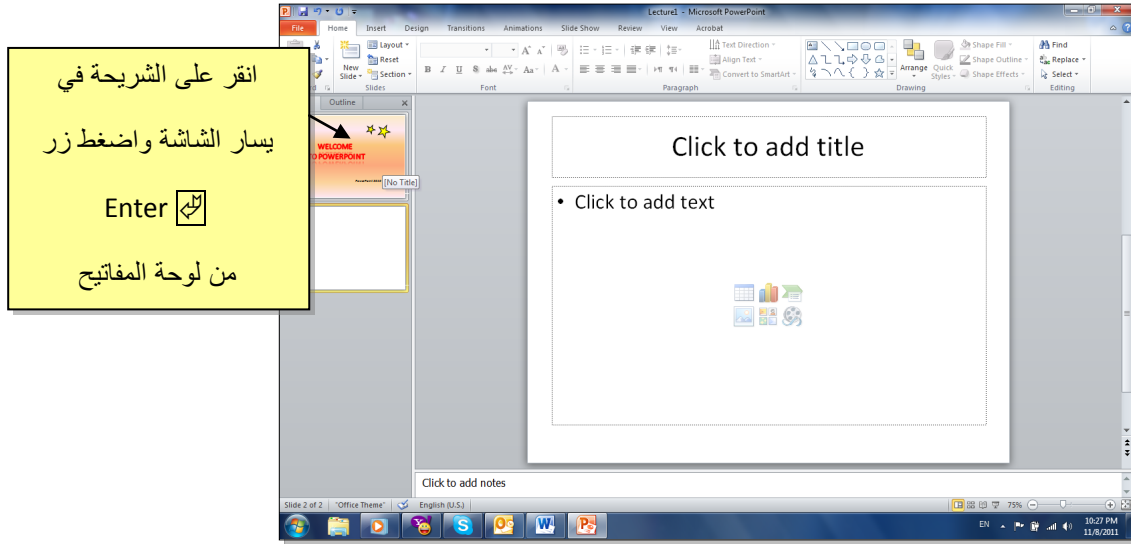 انقر على الشريحة في
يسار الشاشة واضغط زر
Enter
من لوحة المفاتيح
Lecture1 - Microsoft PowerPoint
File Home Insert Design Transitions Animations Slide Show Review View Acrobat
New Slide
Layout
Reset
Section
Slides
B I U S abc AV Aa A
Font
Text Direction
Align Text
Convert to SmartArt
Paragraph
Arrange
Quick Styles
Shape Fill
Shape Outline
Shape Effects
Drawing
Find
Replace
Select
Editing
Outline
WELCOME
O POWERPOINT
[No Title]
Click to add title
• Click to add text
Click to add notes
Slide 2 of 2 "Office Theme" English (U.S.) 75%
EN 10:27 PM
11/8/2011